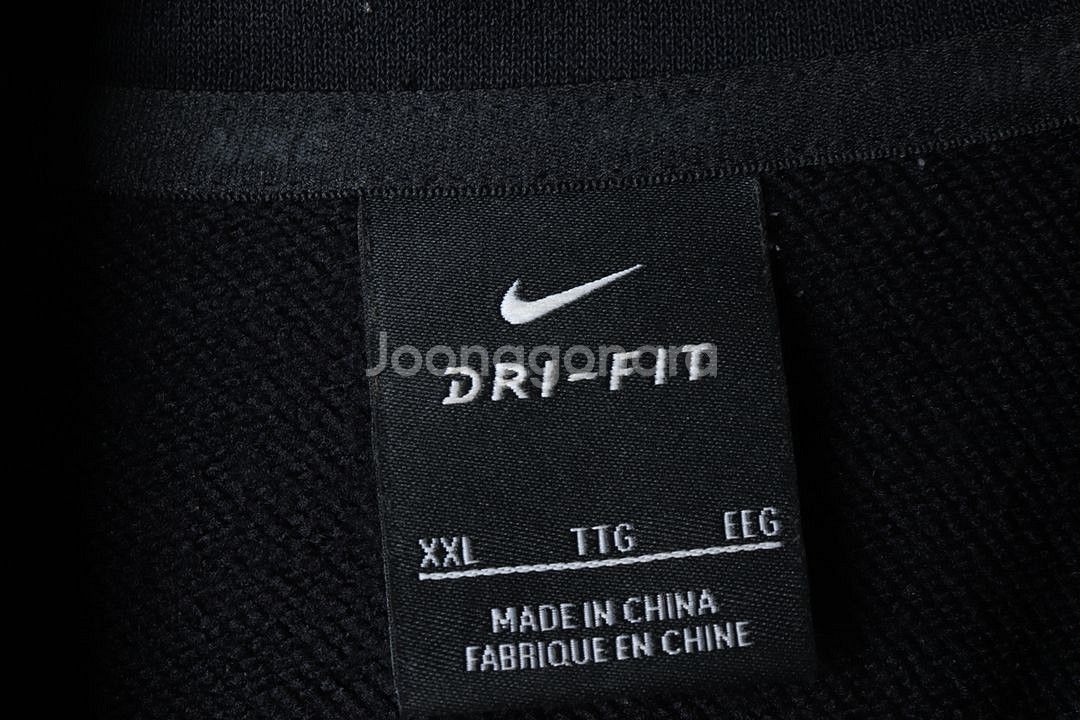 Joonggonara
DRI-FIT
XXL TTG EEG
MADE IN CHINA
FABRIQUE EN CHINE